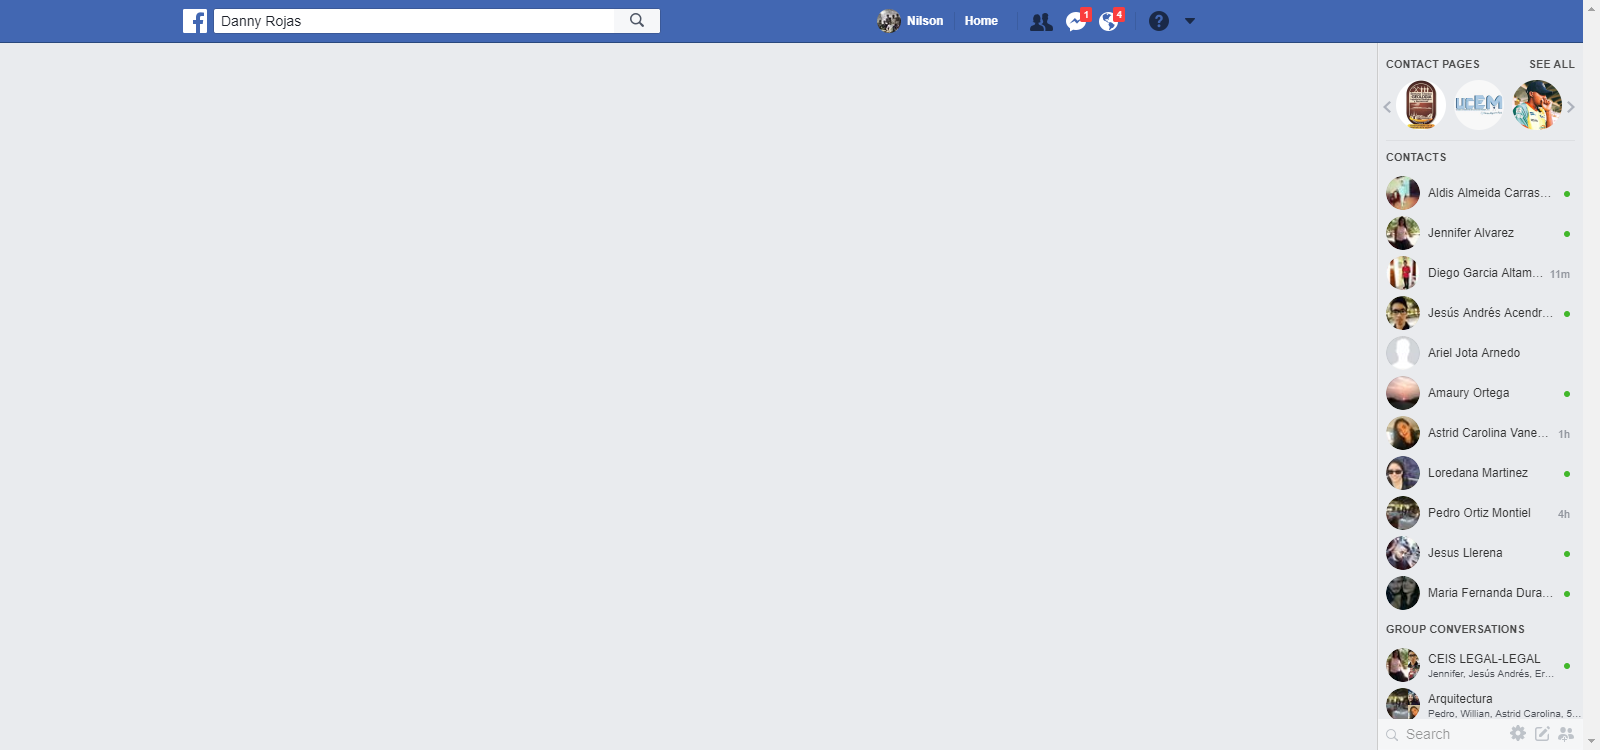 Danny Rojas
Nilson
Home
1
4
?
CONTACT PAGES
SEE ALL
UCEM
CONTACTS
Aldis Almeida Carras...
Jennifer Alvarez
Diego Garcia Altam...
11m
Jesús Andrés Acendr...
Ariel Jota Arnedo
Amaury Ortega
Astrid Carolina Vane...
1h
Loredana Martinez
Pedro Ortiz Montiel
4h
Jesus Llerena
Maria Fernanda Dura...
GROUP CONVERSATIONS
CEIS LEGAL-LEGAL
Jennifer, Jesús Andrés, Er...
Arquitectura
Pedro, Willian, Astrid Carolina, 5...
Search